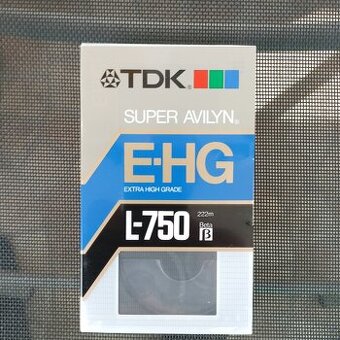 TDK
SUPER AVILYN®
E-HG
EXTRA HIGH GRADE
L-750 222m Beta β